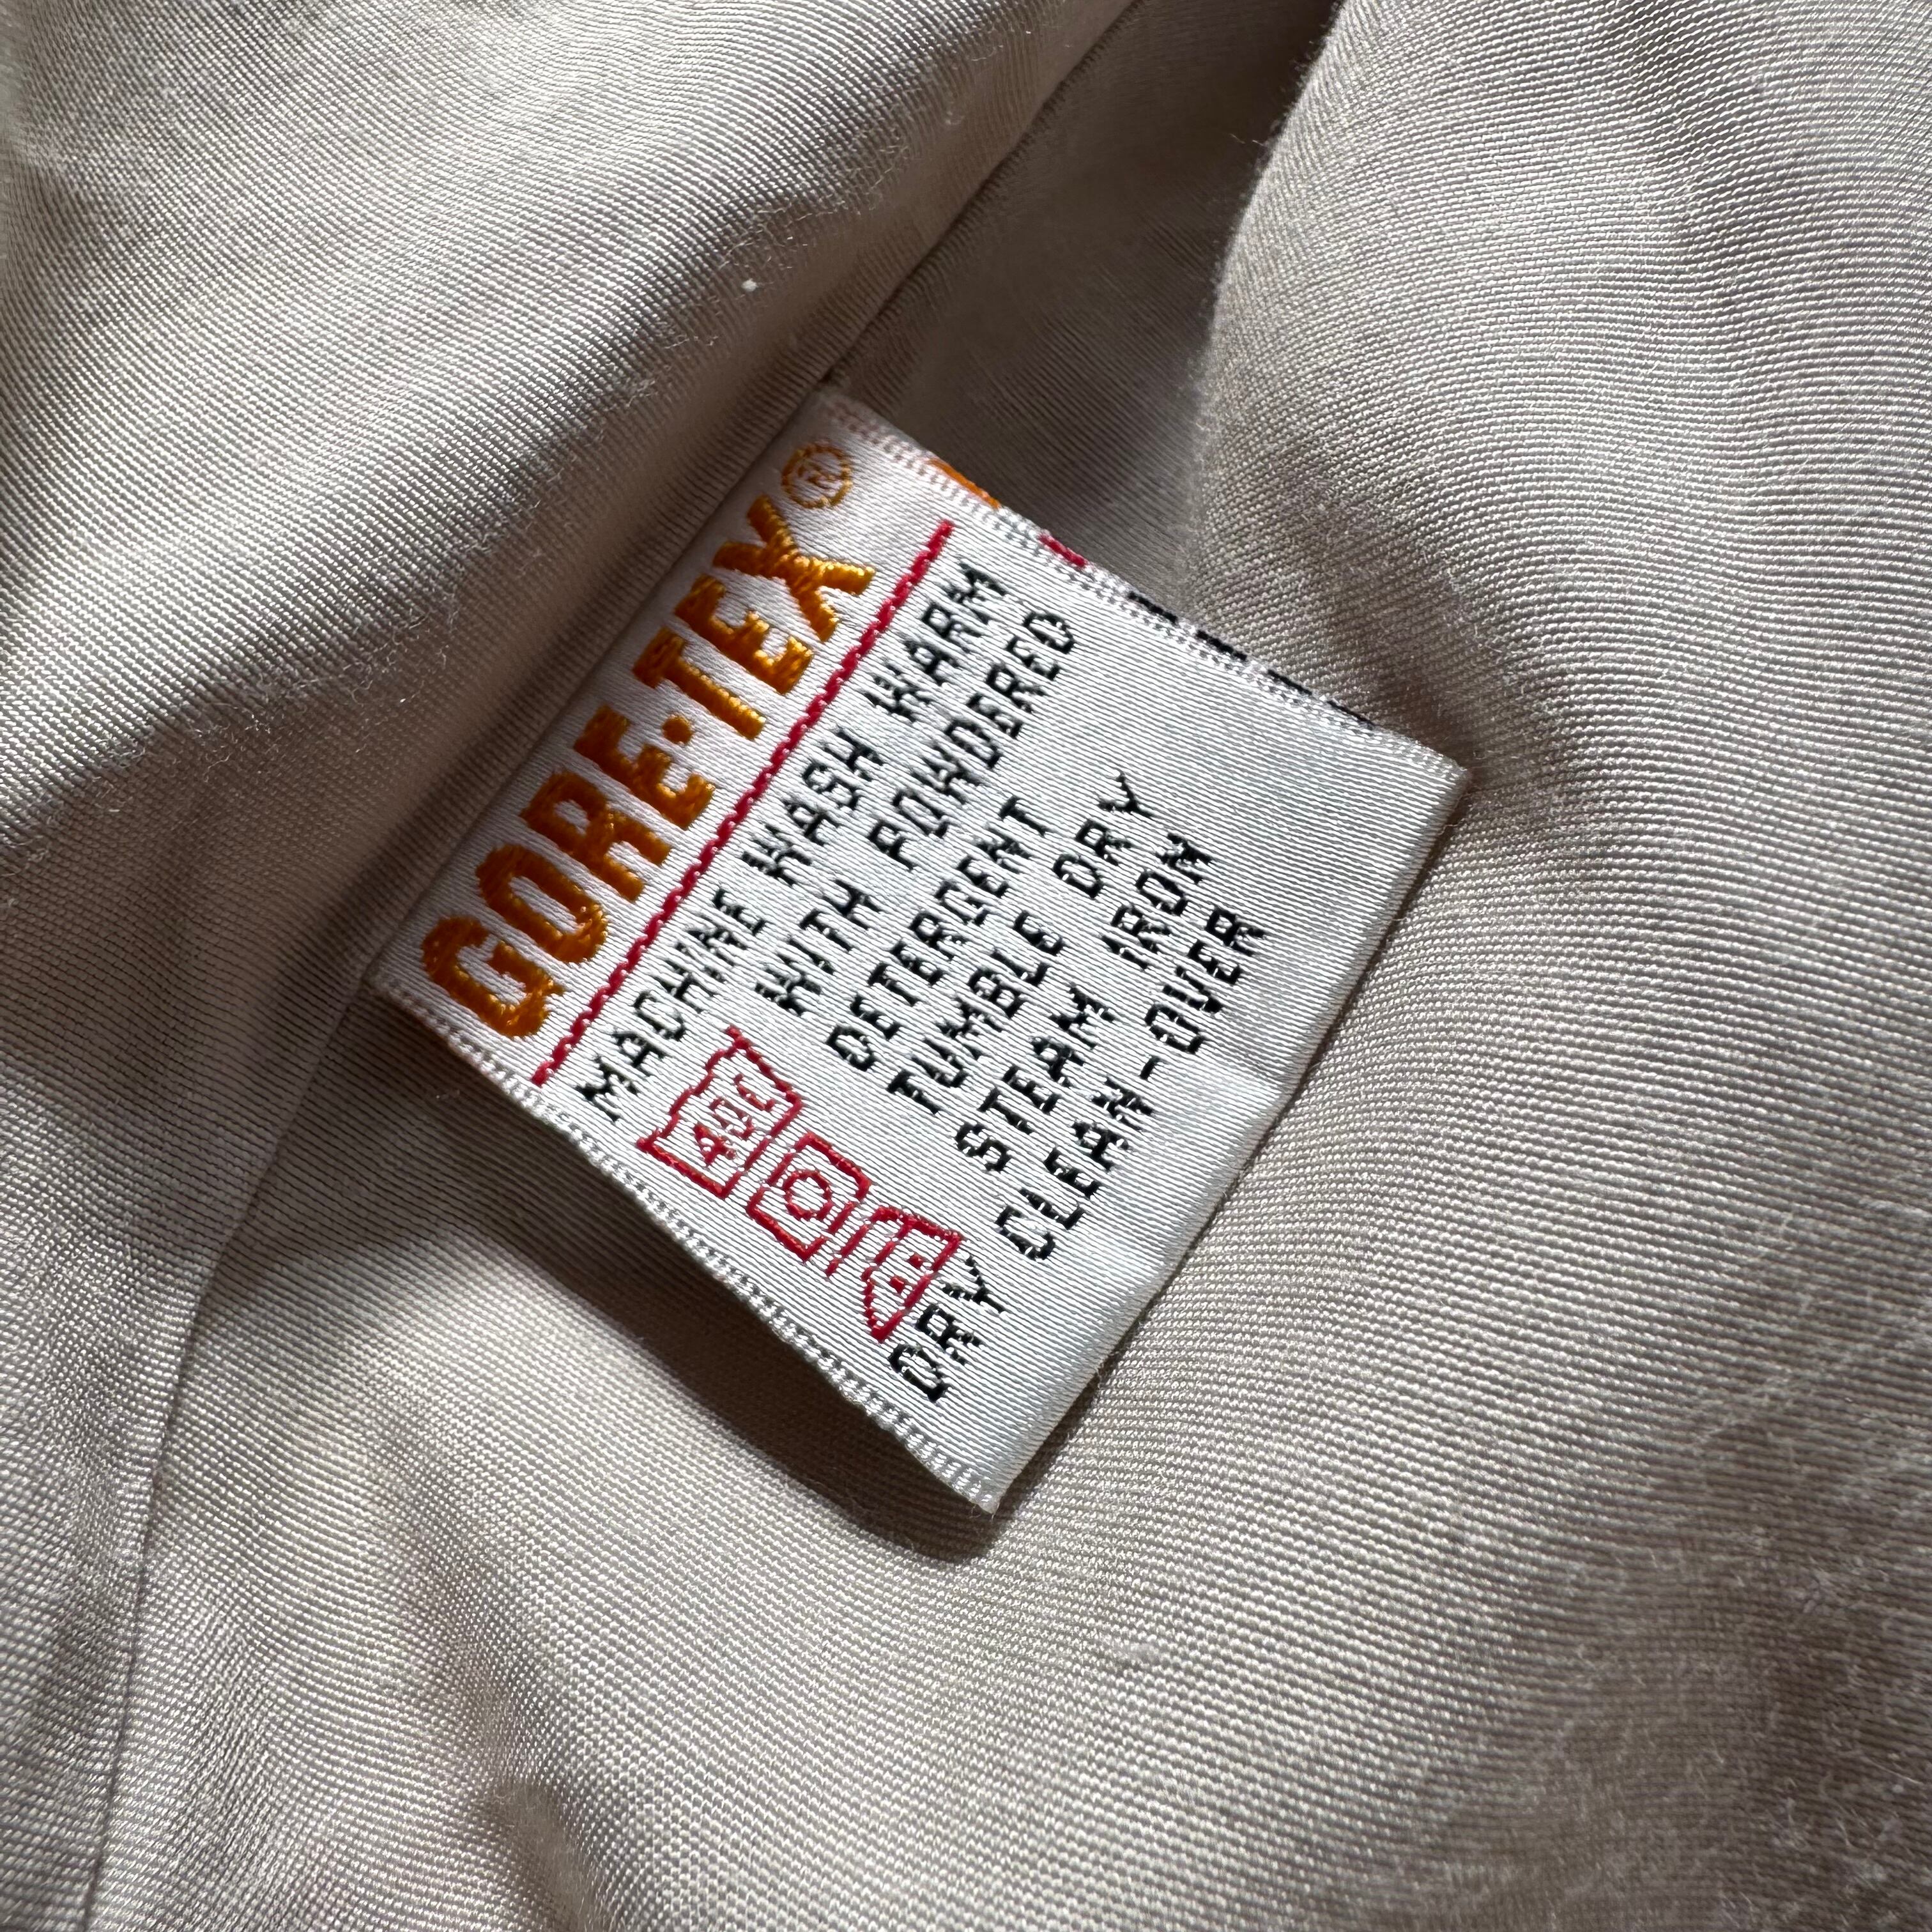 GORE-TEX®
MACHINE WASH WARM
WITH POWDERED
DETERGENT
40C
TUMBLE DRY
STEAM IRON
DRY CLEAN-OVER